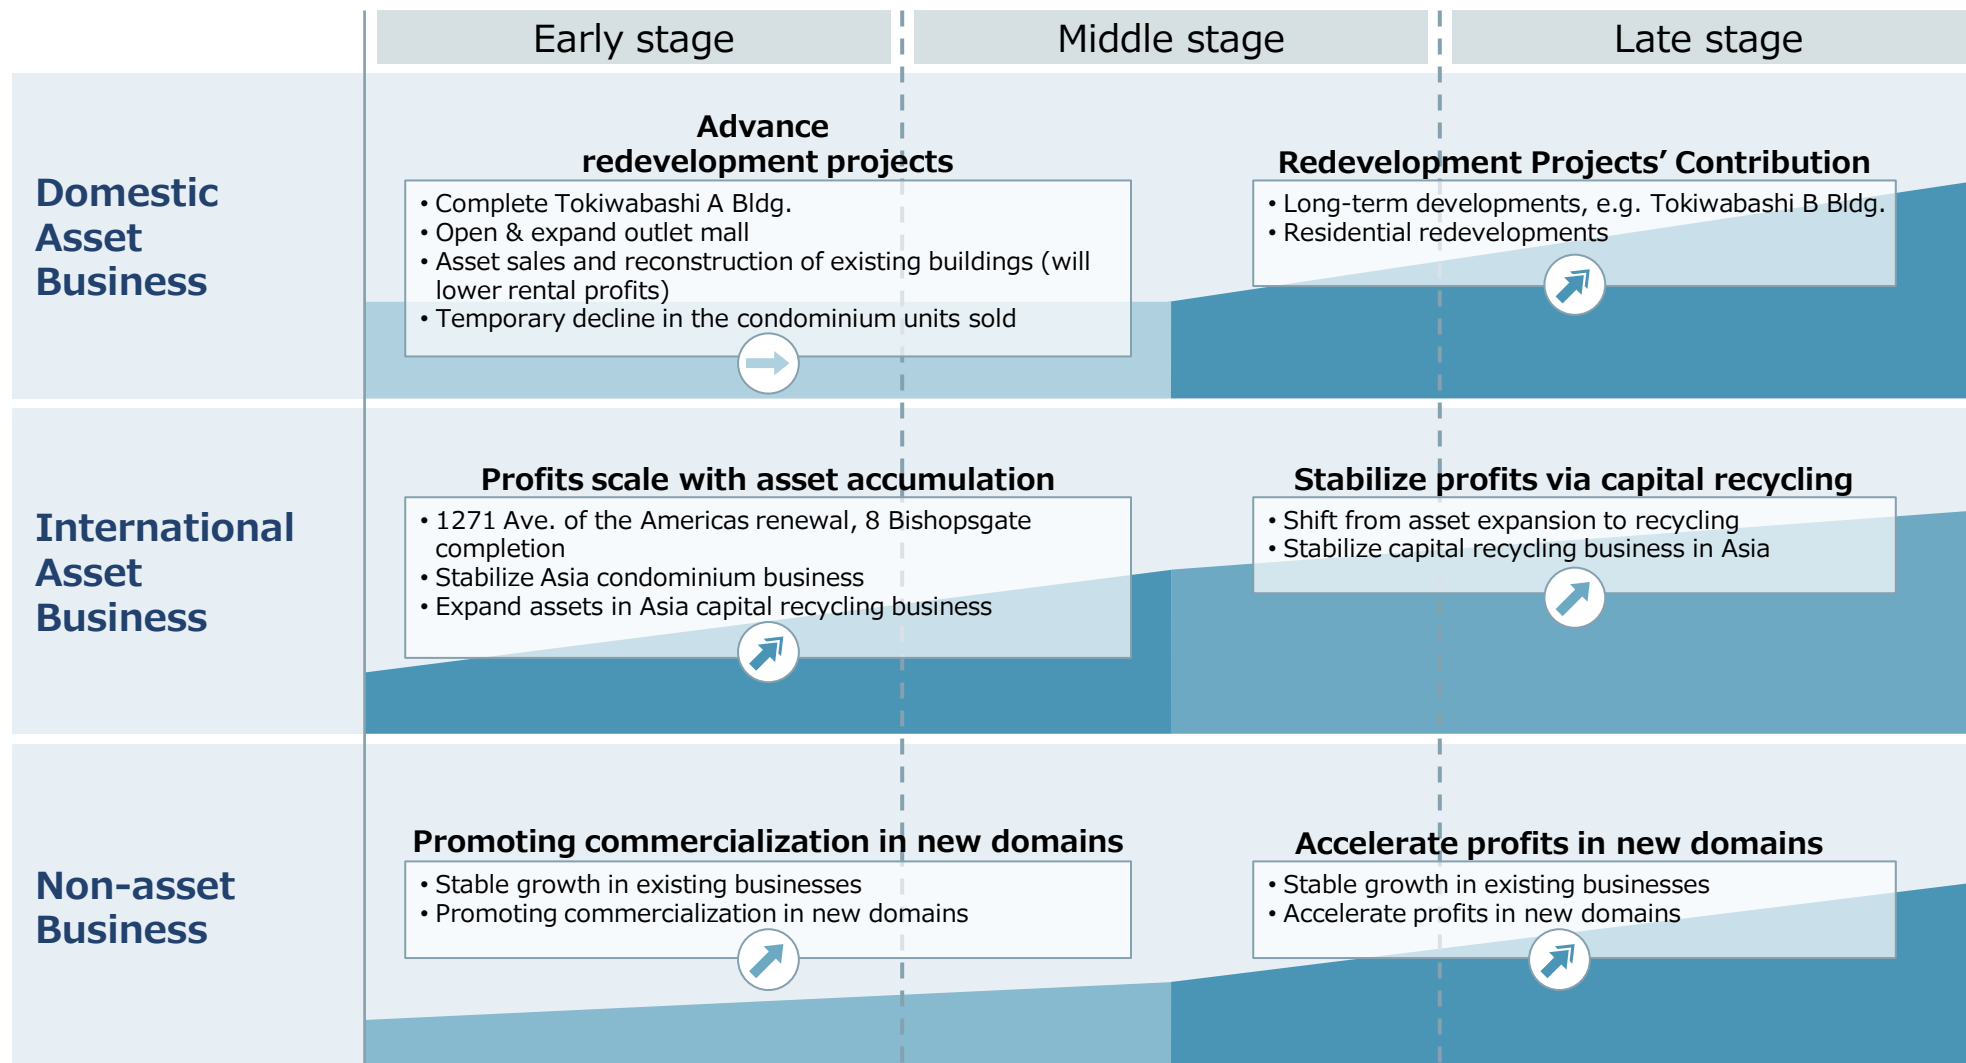 Early stage
Middle stage
Late stage
Domestic
Asset
Business
Advance
redevelopment projects
• Complete Tokiwabashi A Bldg.
• Open & expand outlet mall
• Asset sales and reconstruction of existing buildings (will
lower rental profits)
• Temporary decline in the condominium units sold
Redevelopment Projects’ Contribution
• Long-term developments, e.g. Tokiwabashi B Bldg.
• Residential redevelopments
International
Asset
Business
Profits scale with asset accumulation
• 1271 Ave. of the Americas renewal, 8 Bishopsgate
completion
• Stabilize Asia condominium business
• Expand assets in Asia capital recycling business
Stabilize profits via capital recycling
• Shift from asset expansion to recycling
• Stabilize capital recycling business in Asia
Non-asset
Business
Promoting commercialization in new domains
• Stable growth in existing businesses
• Promoting commercialization in new domains
Accelerate profits in new domains
• Stable growth in existing businesses
• Accelerate profits in new domains